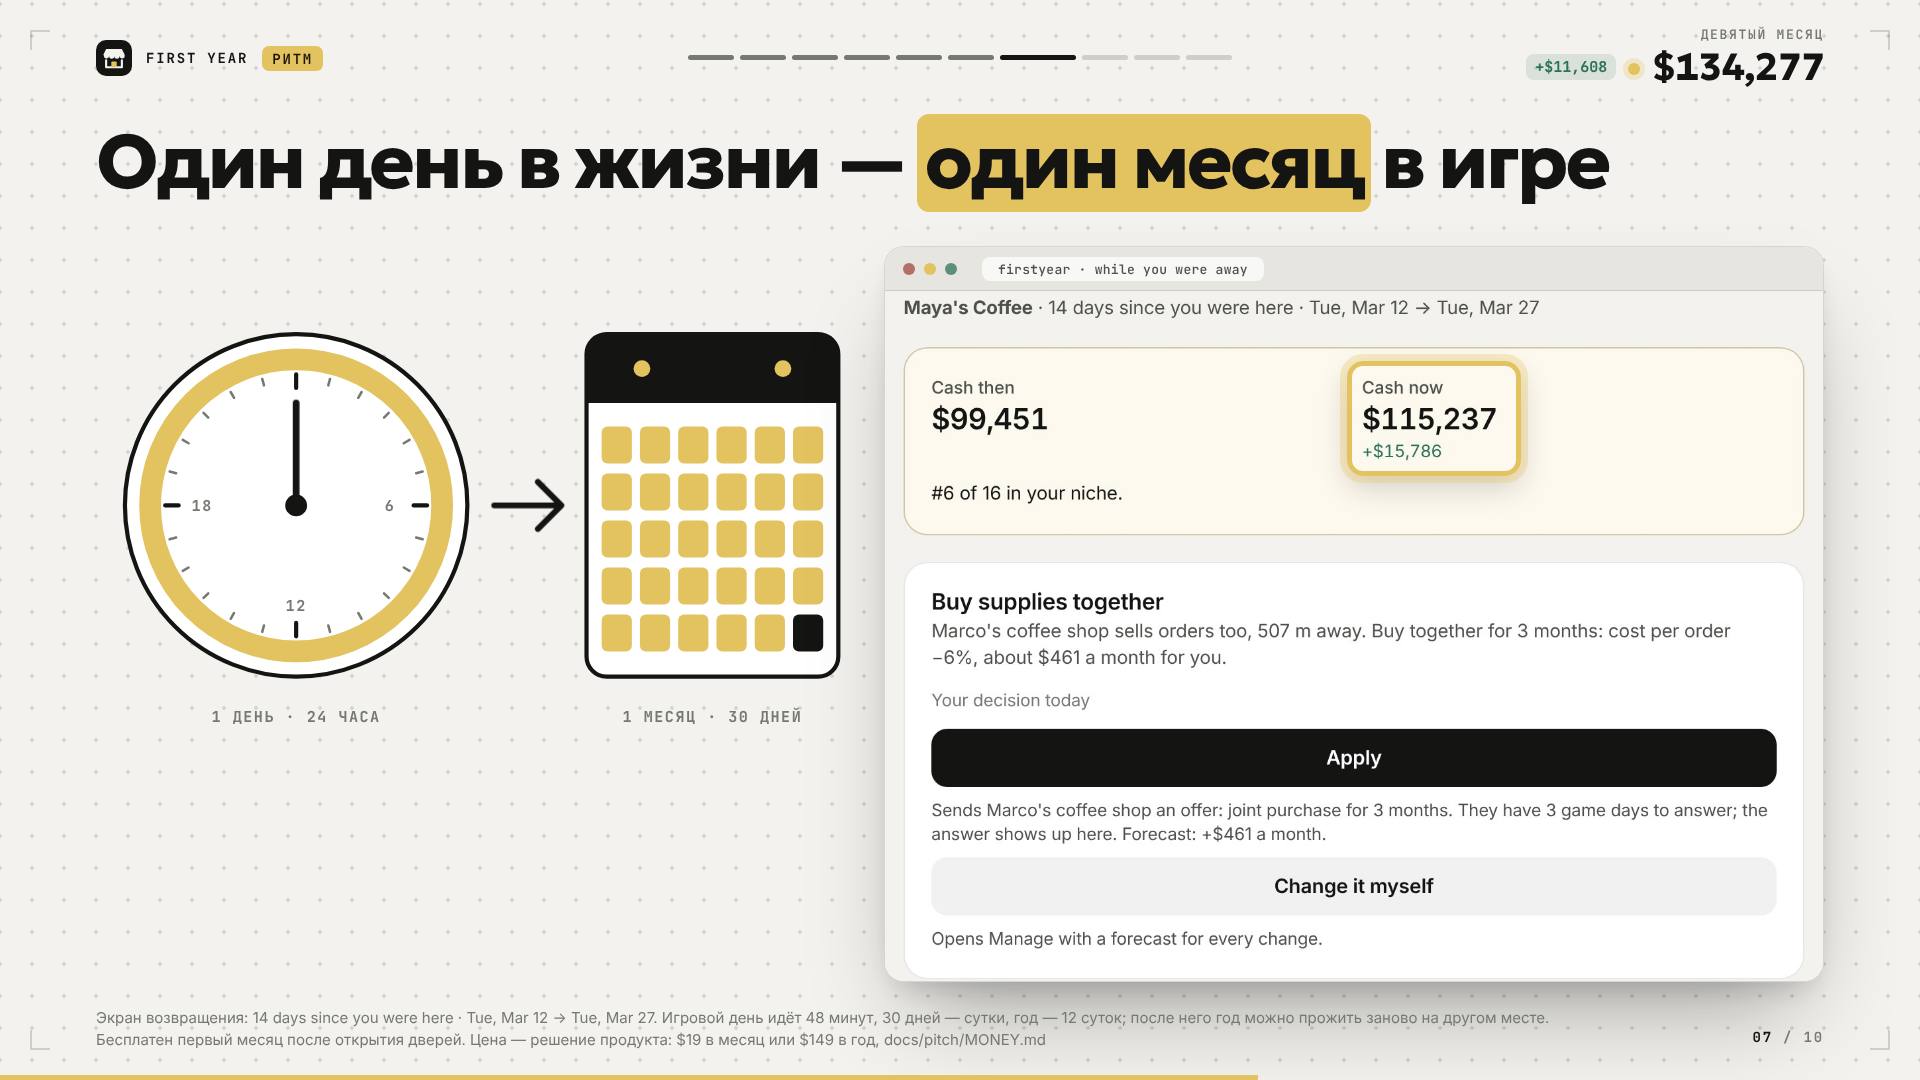 FIRST YEAR РИТМ
ДЕВЯТЫЙ МЕСЯЦ
+$11,608 $134,277
Один день в жизни — один месяц в игре
18
6
12
1 ДЕНЬ · 24 ЧАСА
1 МЕСЯЦ · 30 ДНЕЙ
firstyear · while you were away
Maya's Coffee · 14 days since you were here · Tue, Mar 12 → Tue, Mar 27
Cash then
$99,451
Cash now
$115,237
+$15,786
#6 of 16 in your niche.
Buy supplies together
Marco's coffee shop sells orders too, 507 m away. Buy together for 3 months: cost per order
−6%, about $461 a month for you.
Your decision today
Apply
Sends Marco's coffee shop an offer: joint purchase for 3 months. They have 3 game days to answer; the
answer shows up here. Forecast: +$461 a month.
Change it myself
Opens Manage with a forecast for every change.
Экран возвращения: 14 days since you were here · Tue, Mar 12 → Tue, Mar 27. Игровой день идёт 48 минут, 30 дней — сутки, год — 12 суток; после него год можно прожить заново на другом месте.
Бесплатен первый месяц после открытия дверей. Цена — решение продукта: $19 в месяц или $149 в год, docs/pitch/MONEY.md
07 / 10